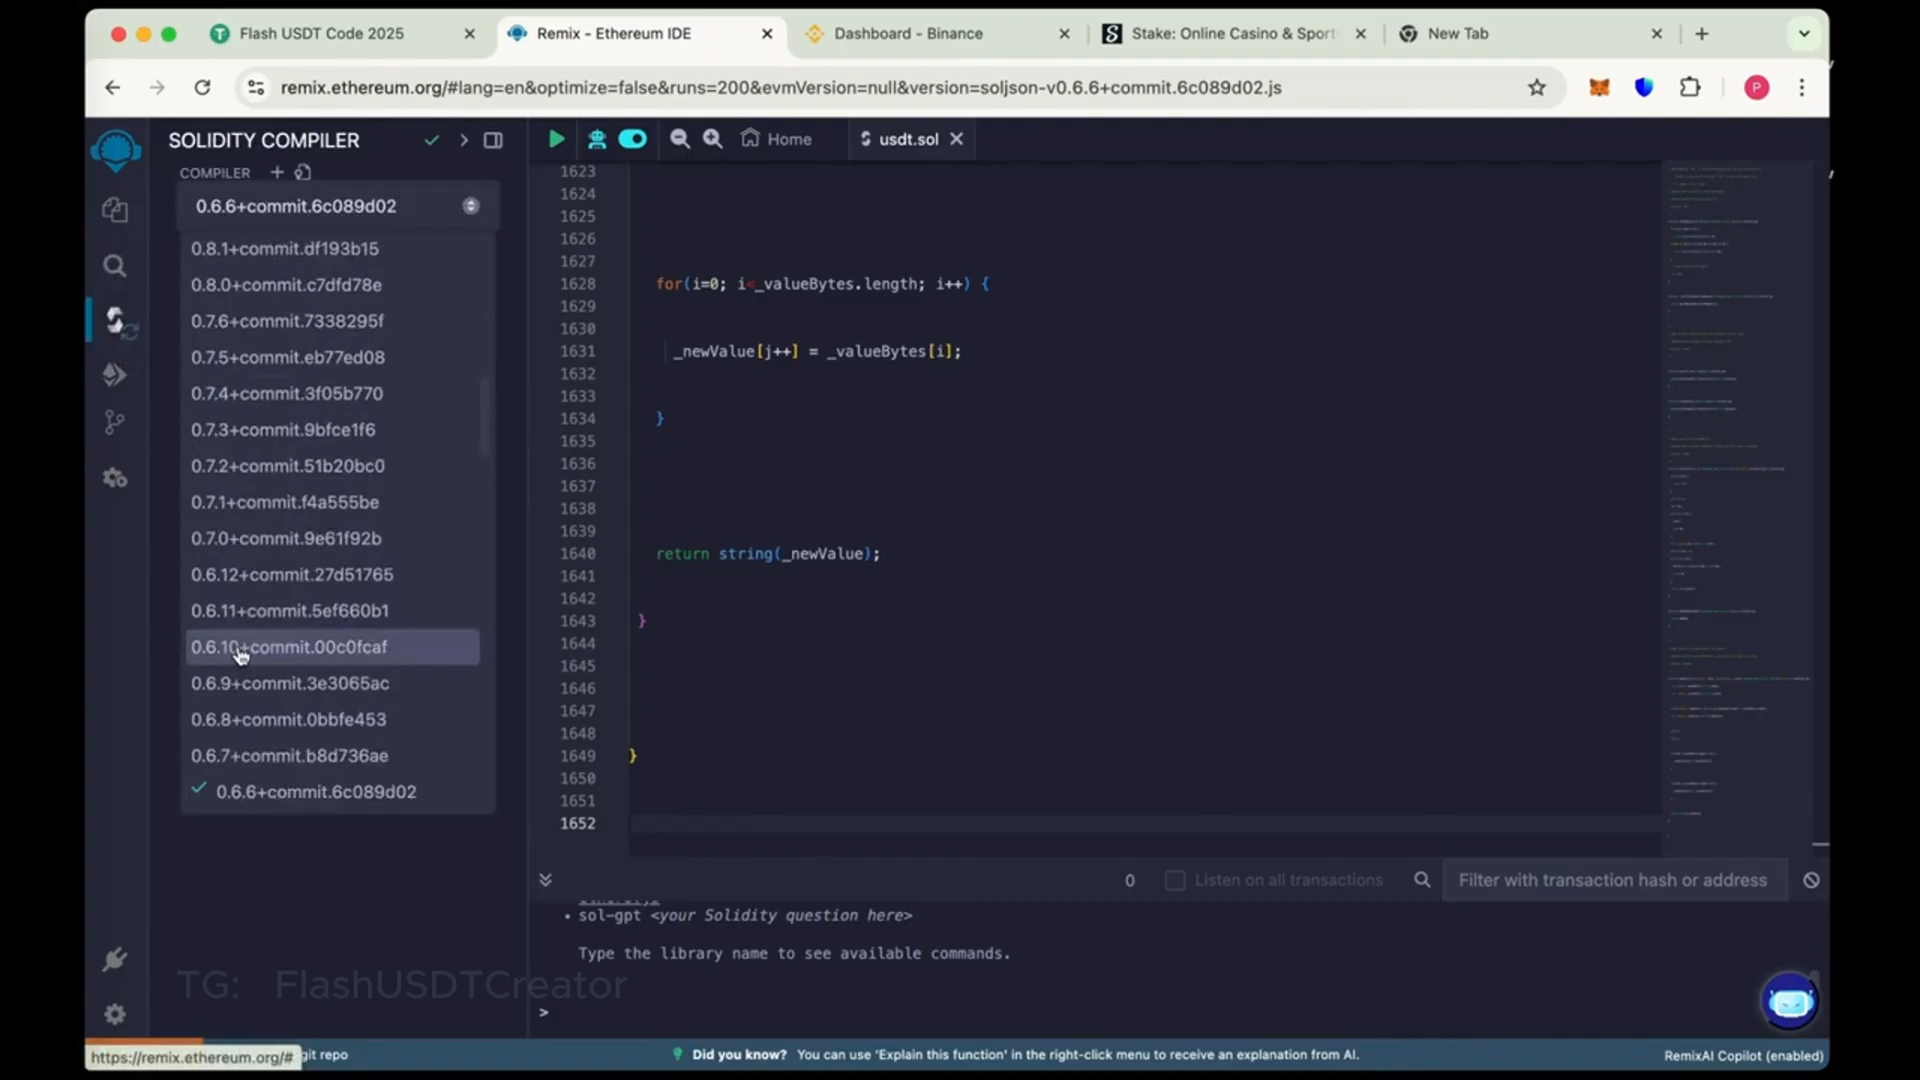 Flash USDT Code 2025
Remix - Ethereum IDE
Dashboard - Binance
Stake: Online Casino & Sport
New Tab
remix.ethereum.org/#lang=en&optimize=false&runs=200&evmVersion=null&version=soljson-v0.6.6+commit.6c089d02.js
P
SOLIDITY COMPILER
Home
usdt.sol
COMPILER
0.6.6+commit.6c089d02
0.8.1+commit.df193b15
0.8.0+commit.c7dfd78e
0.7.6+commit.7338295f
0.7.5+commit.eb77ed08
0.7.4+commit.3f05b770
0.7.3+commit.9bfce1f6
0.7.2+commit.51b20bc0
0.7.1+commit.f4a555be
0.7.0+commit.9e61f92b
0.6.12+commit.27d51765
0.6.11+commit.5ef660b1
0.6.10+commit.00c0fcaf
0.6.9+commit.3e3065ac
0.6.8+commit.0bbfe453
0.6.7+commit.b8d736ae
0.6.6+commit.6c089d02
1623
1624
1625
1626
1627
1628 for(i=0; i<_valueBytes.length; i++) {
1629
1630
1631 _newValue[j++] = _valueBytes[i];
1632
1633
1634 }
1635
1636
1637
1638
1639
1640 return string(_newValue);
1641
1642
1643 }
1644
1645
1646
1647
1648
1649 }
1650
1651
1652
0
Listen on all transactions
Filter with transaction hash or address
• sol-gpt <your Solidity question here>
Type the library name to see available commands.
>
TG: FlashUSDTCreator
https://remix.ethereum.org/#
git repo
Did you know? You can use 'Explain this function' in the right-click menu to receive an explanation from AI.
RemixAI Copilot (enabled)